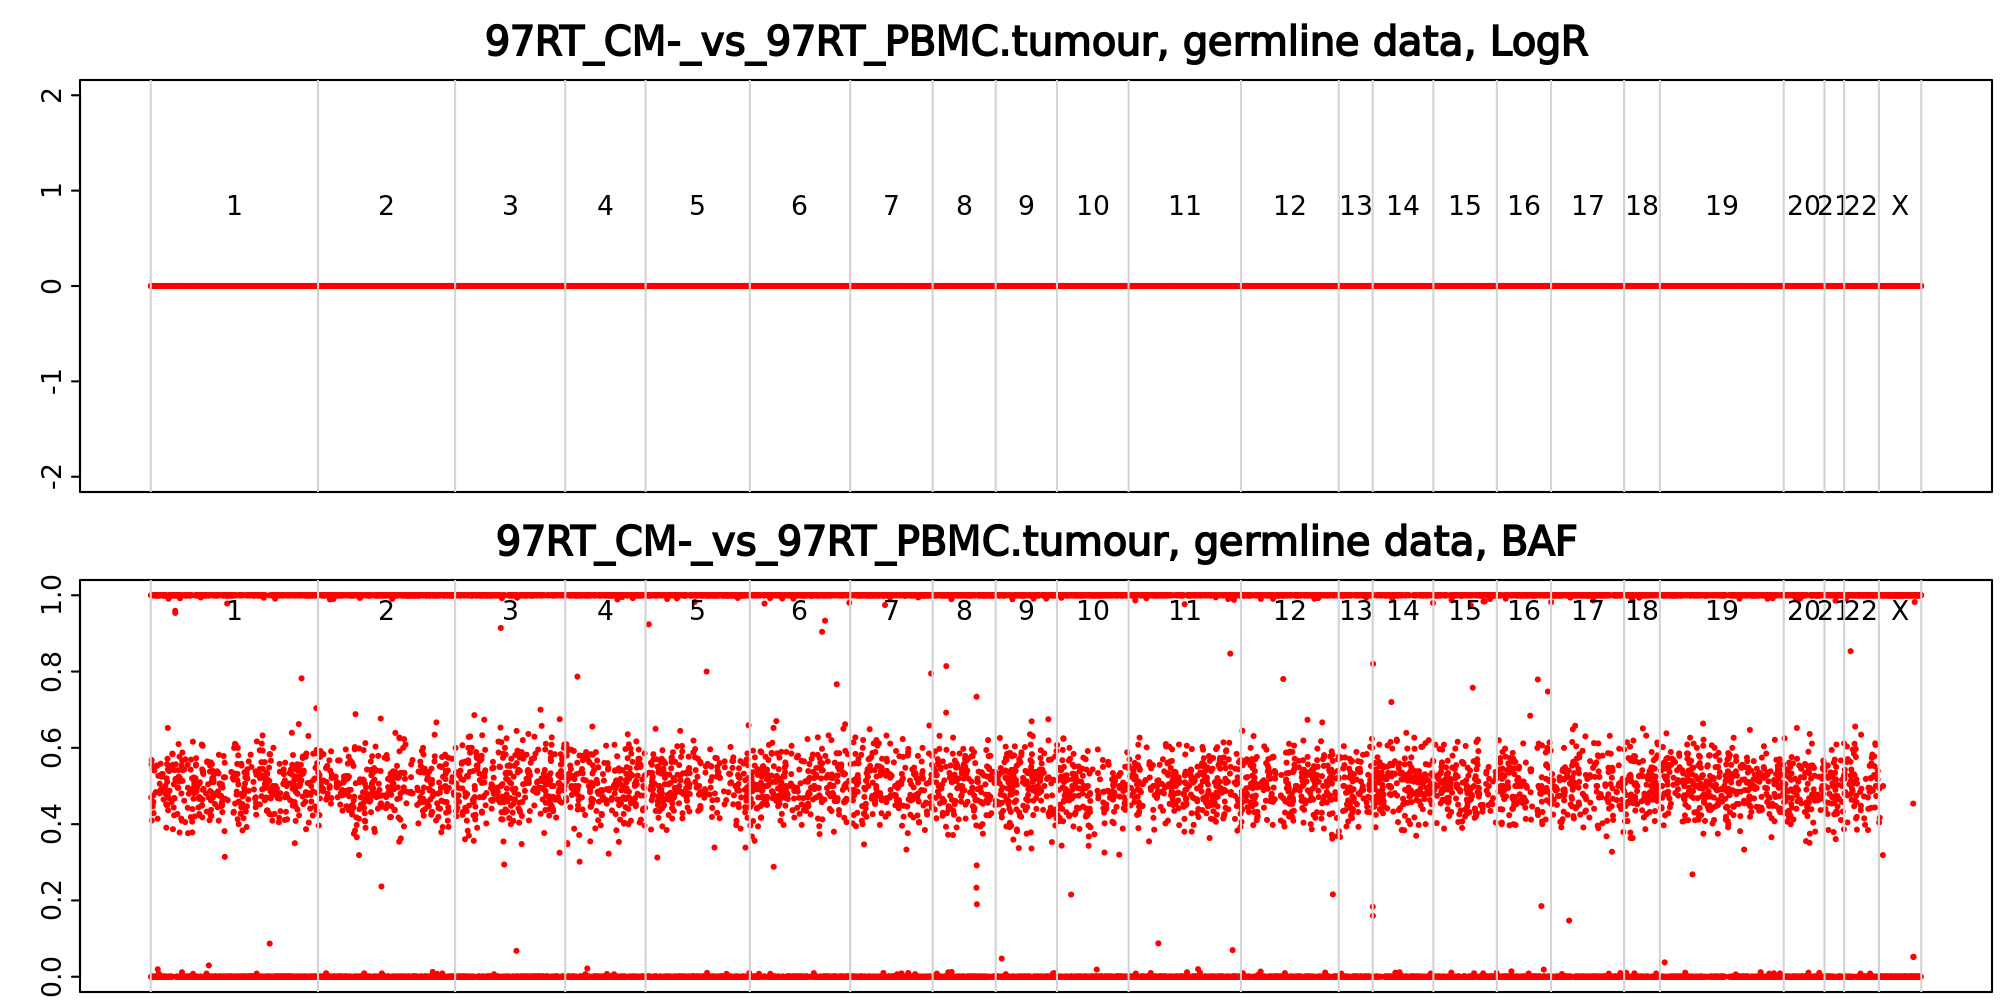 97RT_CM-_vs_97RT_PBMC.tumour, germline data, LogR
2
1
0
-1
-2
1 2 3 4 5 6 7 8 9 10 11 12 13 14 15 16 17 18 19 20 21 22 X
97RT_CM-_vs_97RT_PBMC.tumour, germline data, BAF
1.0
0.8
0.6
0.4
0.2
0.0
1 2 3 4 5 6 7 8 9 10 11 12 13 14 15 16 17 18 19 20 21 22 X